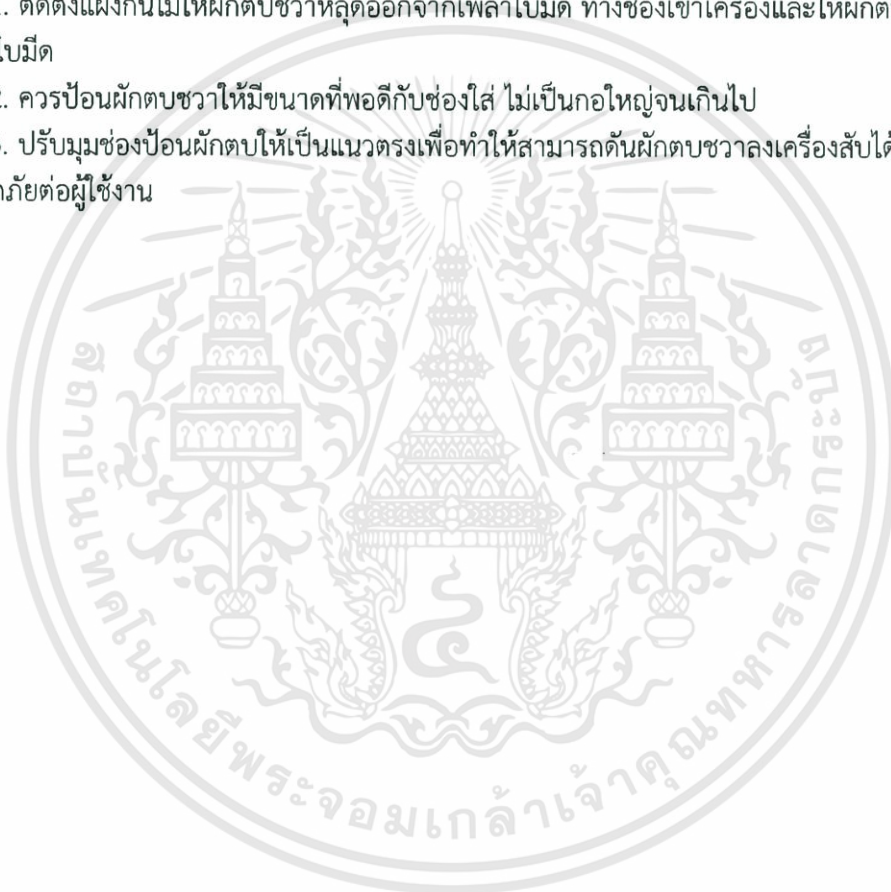 . ติดตั้งแผงกันไม่ให้ผักตบชวาหลุดออกจากเพลาใบมีด ทางช่องเข้าเครื่องและให้ผักต
ใบมีด
2. ควรป้อนผักตบชวาให้มีขนาดที่พอดีกับช่องใส่ ไม่เป็นกอใหญ่จนเกินไป
. ปรับมุมช่องป้อนผักตบให้เป็นแนวตรงเพื่อทำให้สามารถดันผักตบชวาลงเครื่องสับได้
ภัยต่อผู้ใช้งาน
สถาบันเทคโนโลยีพระจอมเกล้าเจ้าคุณทหารลาดกระบัง
๔